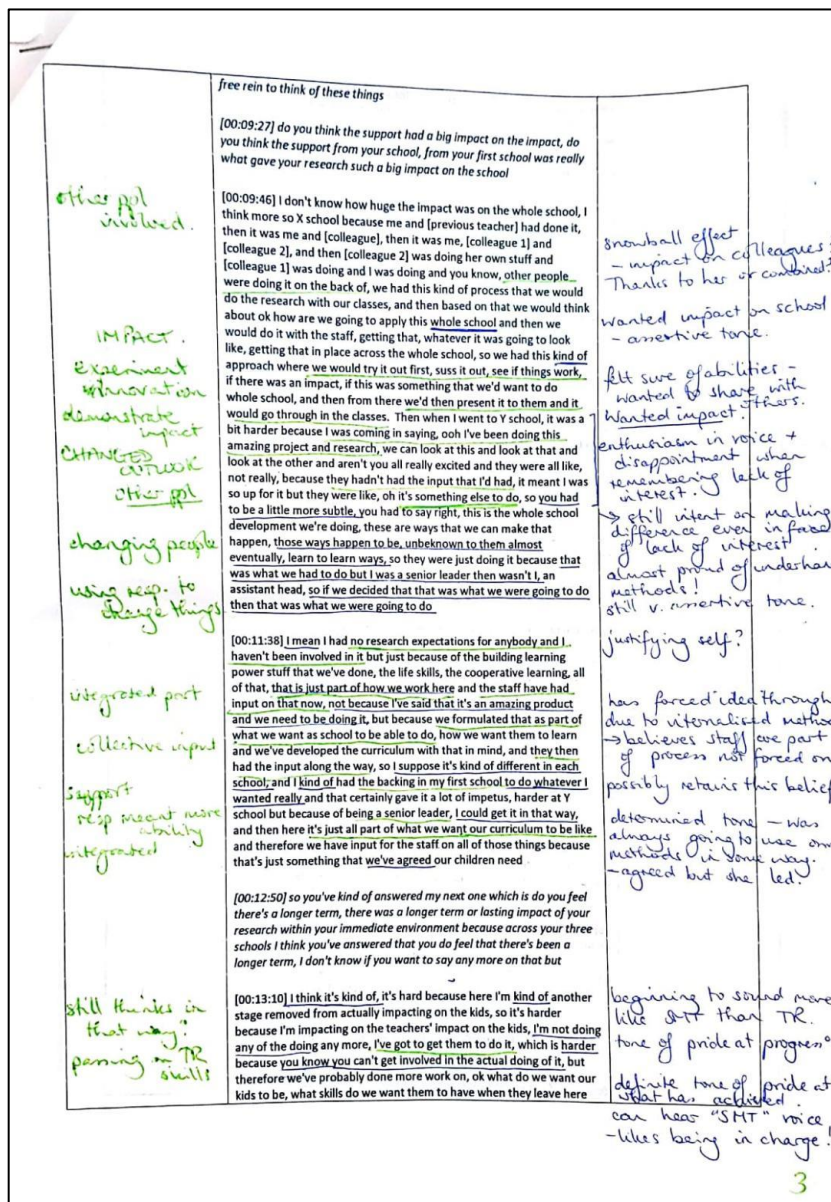 free rein to think of these things
[00:09:27] do you think the support had a big impact on the impact, do
you think the support from your school, from your first school was really
what gave your research such a big impact on the school
other ppl
involved.
IMPACT.
experiment
innovation
demonstrate
impact
CHANGED
OUTLOOK
other ppl
changing people
using resp. to
change things
[00:09:46] I don't know how huge the impact was on the whole school, I
think more so X school because me and [previous teacher] had done it,
then it was me and [colleague], then it was me, [colleague 1] and
[colleague 2], and then [colleague 2] was doing her own stuff and
[colleague 1] was doing and I was doing and you know, other people
were doing it on the back of, we had this kind of process that we would
do the research with our classes, and then based on that we would think
about ok how are we going to apply this whole school and then we
would do it with the staff, getting that, whatever it was going to look
like, getting that in place across the whole school, so we had this kind of
approach where we would try it out first, suss it out, see if things work,
if there was an impact, if this was something that we'd want to do
whole school, and then from there we'd then present it to them and it
would go through in the classes. Then when I went to Y school, it was a
bit harder because I was coming in saying, ooh I've been doing this
amazing project and research, we can look at this and look at that and
look at the other and aren't you all really excited and they were all like,
not really, because they hadn't had the input that I'd had, it meant I was
so up for it but they were like, oh it's something else to do, so you had
to be a little more subtle, you had to say right, this is the whole school
development we're doing, these are ways that we can make that
happen, those ways happen to be, unbeknown to them almost
eventually, learn to learn ways, so they were just doing it because that
was what we had to do but I was a senior leader then wasn't I, an
assistant head, so if we decided that that was what we were going to do
then that was what we were going to do
snowball effect
- impact on colleagues:
Thanks to her or combined?
wanted impact on school
- assertive tone.
felt sure of abilities -
wanted to share with
others.
Wanted impact!
enthusiasm in voice +
disappointment when
remembering lack of
interest.
→ still intent on making
difference even in face
of lack of interest
almost proud of underhand
methods!
still v. assertive tone.
integrated part
collective input
support
resp meant more
ability
integrated
[00:11:38] I mean I had no research expectations for anybody and I
haven't been involved in it but just because of the building learning
power stuff that we've done, the life skills, the cooperative learning, all
of that, that is just part of how we work here and the staff have had
input on that now, not because I've said that it's an amazing product
and we need to be doing it, but because we formulated that as part of
what we want as school to be able to do, how we want them to learn
and we've developed the curriculum with that in mind, and they then
had the input along the way, so I suppose it's kind of different in each
school, and I kind of had the backing in my first school to do whatever I
wanted really and that certainly gave it a lot of impetus, harder at Y
school but because of being a senior leader, I could get it in that way,
and then here it's just all part of what we want our curriculum to be like
and therefore we have input for the staff on all of those things because
that's just something that we've agreed our children need
justifying self?
has forced idea through
due to internalised method
→ believes staff are part
of process not forced on
possibly retains this belief
determined tone - was
always going to use own
methods in some way.
- agreed but she led?
[00:12:50] so you've kind of answered my next one which is do you feel
there's a longer term, there was a longer term or lasting impact of your
research within your immediate environment because across your three
schools I think you've answered that you do feel that there's been a
longer term, I don't know if you want to say any more on that but
still thinks in
that way?
passing on TR
skills
[00:13:10] I think it's kind of, it's hard because here I'm kind of another
stage removed from actually impacting on the kids, so it's harder
because I'm impacting on the teachers' impact on the kids, I'm not doing
any of the doing any more, I've got to get them to do it, which is harder
because you know you can't get involved in the actual doing of it, but
therefore we've probably done more work on, ok what do we want our
kids to be, what skills do we want them to have when they leave here
beginning to sound more
like SMT than TR.
tone of pride at progress
definite tone of pride at
what has achieved.
can hear "SMT" voice
- likes being in charge!
3